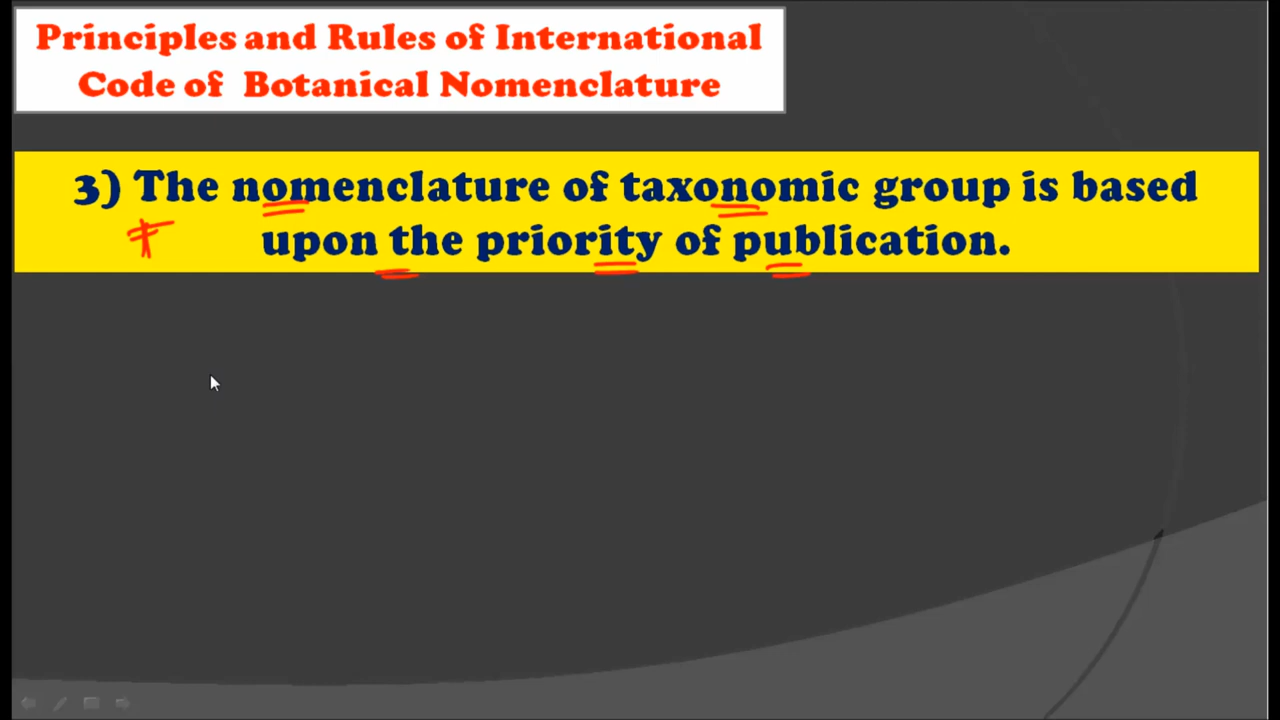 Principles and Rules of International
Code of Botanical Nomenclature
3) The nomenclature of taxonomic group is based
upon the priority of publication.